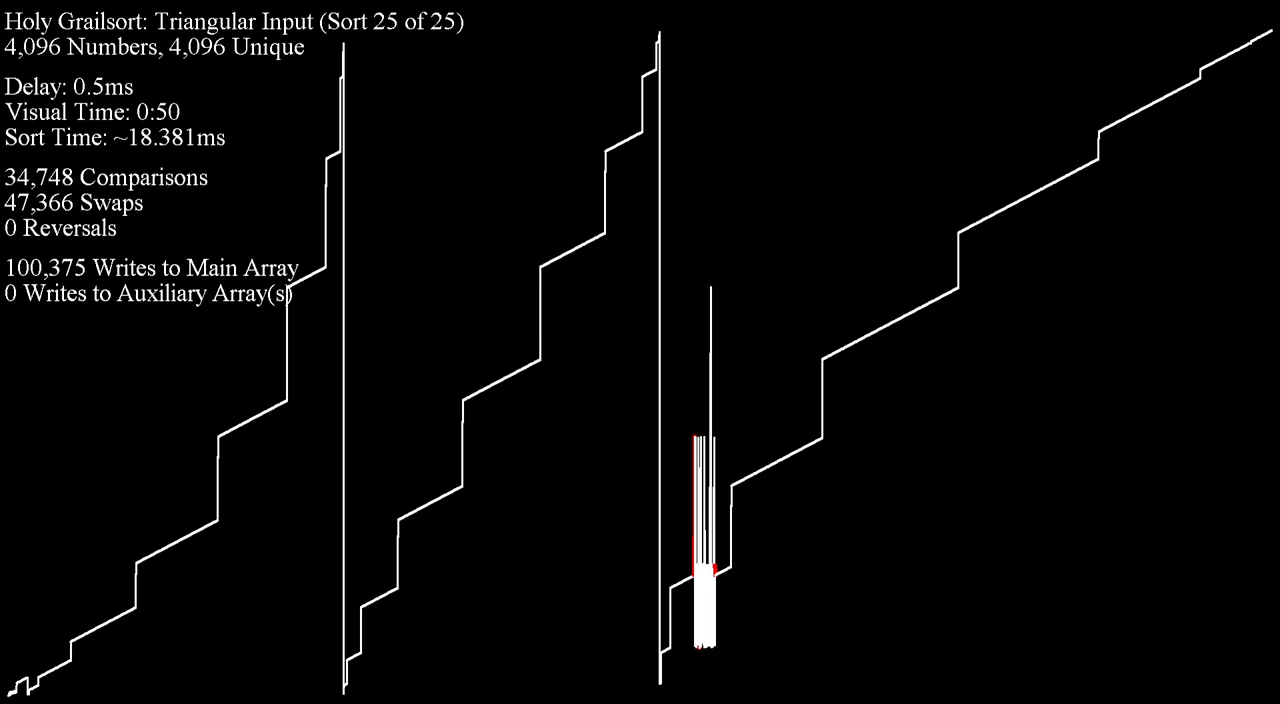 Holy Grailsort: Triangular Input (Sort 25 of 25)
4,096 Numbers, 4,096 Unique
Delay: 0.5ms
Visual Time: 0:50
Sort Time: ~18.381ms
34,748 Comparisons
47,366 Swaps
0 Reversals
100,375 Writes to Main Array
0 Writes to Auxiliary Array(s)